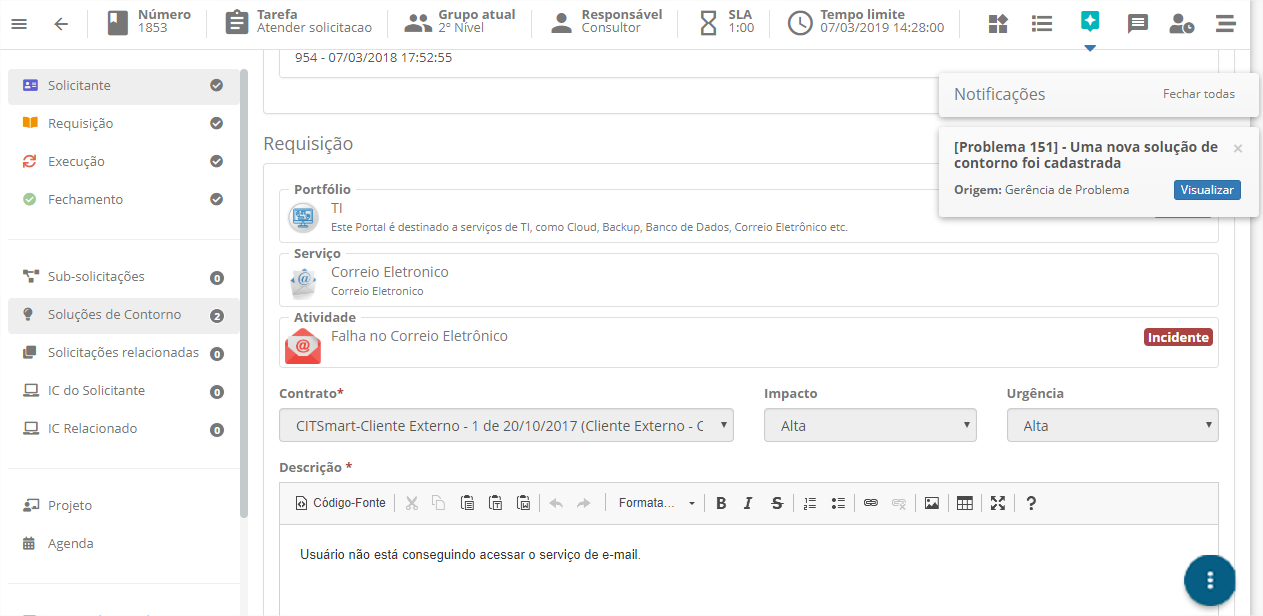 Número
1853
Tarefa
Atender solicitacao
Grupo atual
2º Nível
Responsável
Consultor
SLA
1:00
Tempo limite
07/03/2019 14:28:00
Solicitante
Requisição
Execução
Fechamento
Sub-solicitações 0
Soluções de Contorno 2
Solicitações relacionadas 0
IC do Solicitante 0
IC Relacionado 0
Projeto
Agenda
954 - 07/03/2018 17:52:55
Notificações Fechar todas
[Problema 151] - Uma nova solução de
contorno foi cadastrada
Origem: Gerência de Problema Visualizar
Requisição
Portfólio
TI
Este Portal é destinado a serviços de TI, como Cloud, Backup, Banco de Dados, Correio Eletrônico etc.
Serviço
Correio Eletronico
Correio Eletronico
Atividade
Falha no Correio Eletrônico
Incidente
Contrato* Impacto Urgência
CITSmart-Cliente Externo - 1 de 20/10/2017 (Cliente Externo - C Alta Alta
Descrição *
Código-Fonte Formata... B I S ?
Usuário não está conseguindo acessar o serviço de e-mail.